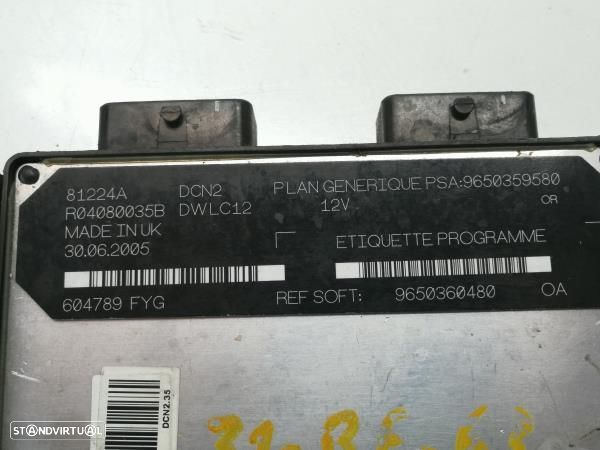 81224A DCN2 PLAN GENERIQUE PSA:9650359580
R04080035B DWLC12 12V OR
MADE IN UK
30.06.2005 ETIQUETTE PROGRAMME
604789 FYG REF SOFT: 9650360480 OA
DCN2.35
STANDVIRTUAL